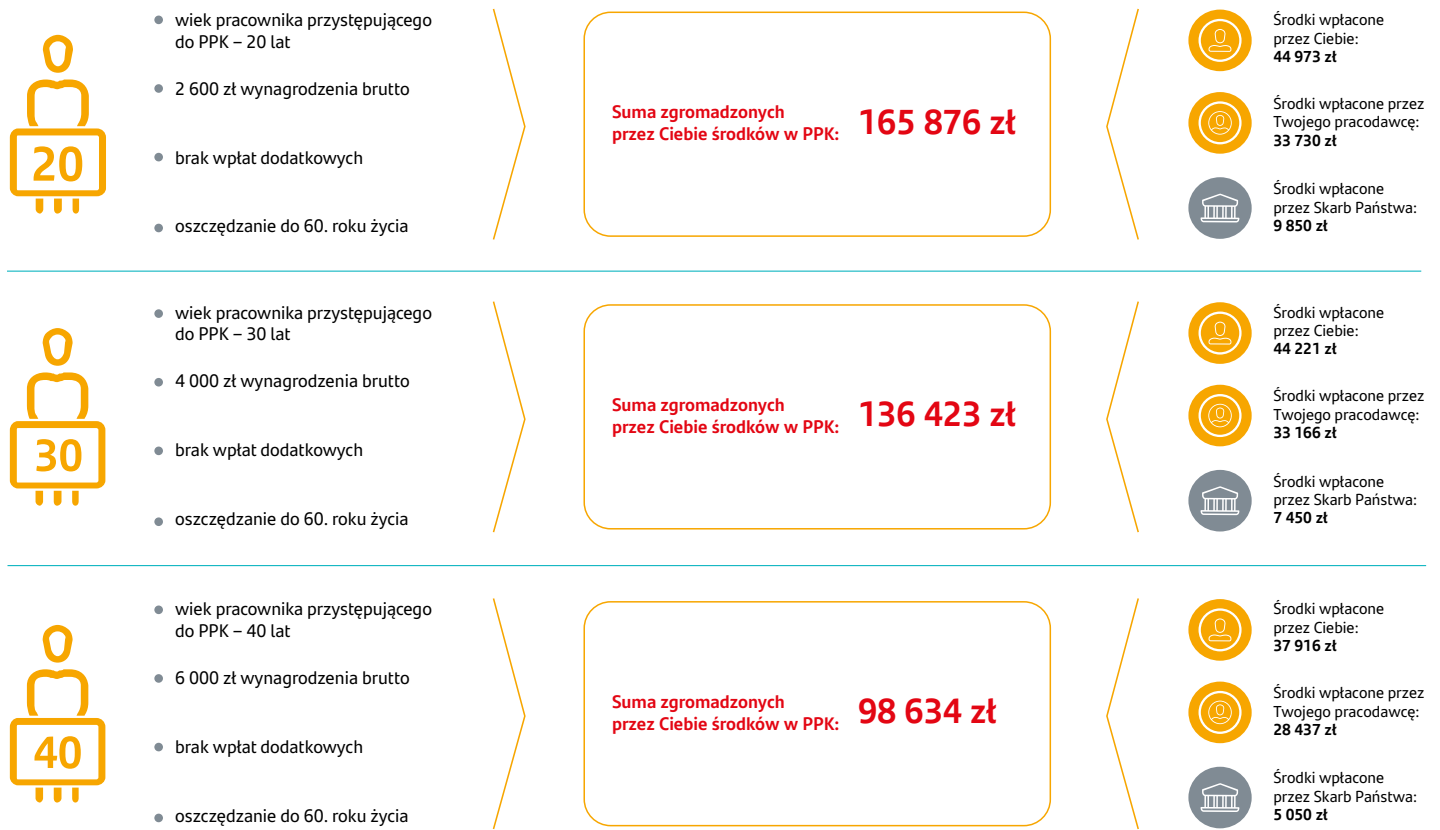 20
wiek pracownika przystępującego
do PPK – 20 lat
2 600 zł wynagrodzenia brutto
brak wpłat dodatkowych
oszczędzanie do 60. roku życia
Suma zgromadzonych
przez Ciebie środków w PPK:
165 876 zł
Środki wpłacone
przez Ciebie:
44 973 zł
Środki wpłacone przez
Twojego pracodawcę:
33 730 zł
Środki wpłacone
przez Skarb Państwa:
9 850 zł
30
wiek pracownika przystępującego
do PPK – 30 lat
4 000 zł wynagrodzenia brutto
brak wpłat dodatkowych
oszczędzanie do 60. roku życia
Suma zgromadzonych
przez Ciebie środków w PPK:
136 423 zł
Środki wpłacone
przez Ciebie:
44 221 zł
Środki wpłacone przez
Twojego pracodawcę:
33 166 zł
Środki wpłacone
przez Skarb Państwa:
7 450 zł
40
wiek pracownika przystępującego
do PPK – 40 lat
6 000 zł wynagrodzenia brutto
brak wpłat dodatkowych
oszczędzanie do 60. roku życia
Suma zgromadzonych
przez Ciebie środków w PPK:
98 634 zł
Środki wpłacone
przez Ciebie:
37 916 zł
Środki wpłacone przez
Twojego pracodawcę:
28 437 zł
Środki wpłacone
przez Skarb Państwa:
5 050 zł